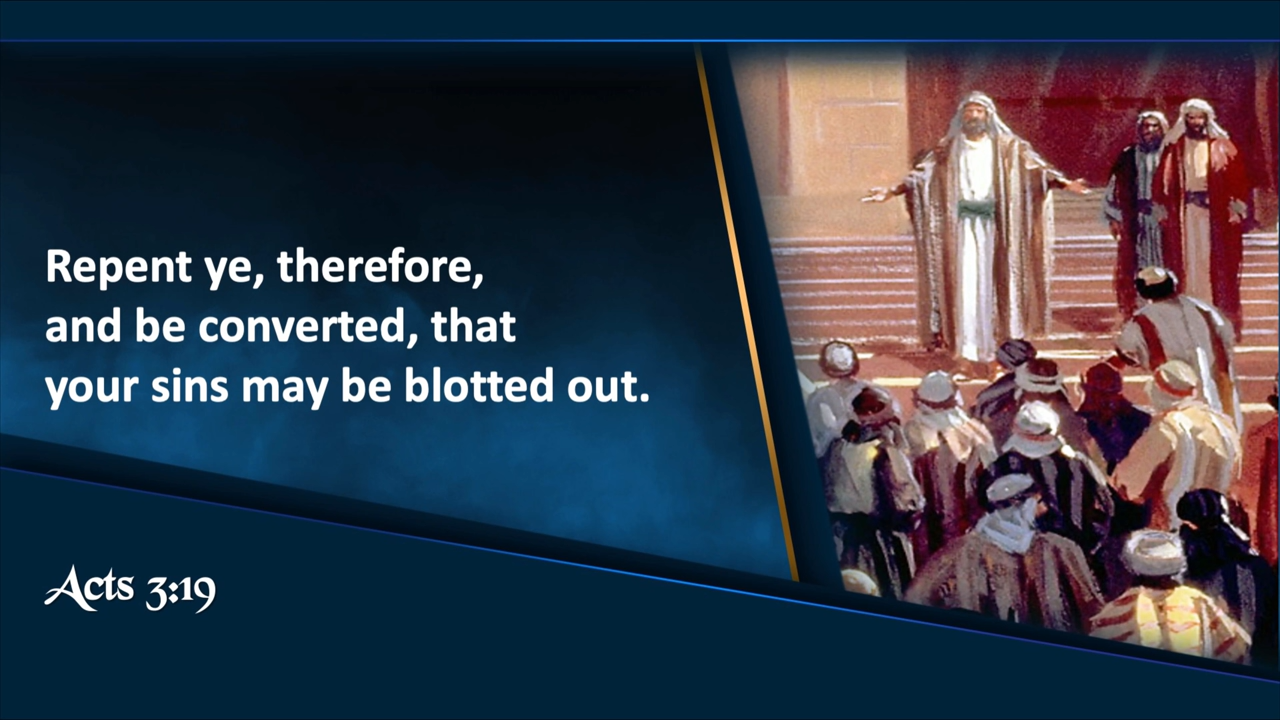 Repent ye, therefore,
and be converted, that
your sins may be blotted out.
Acts 3:19